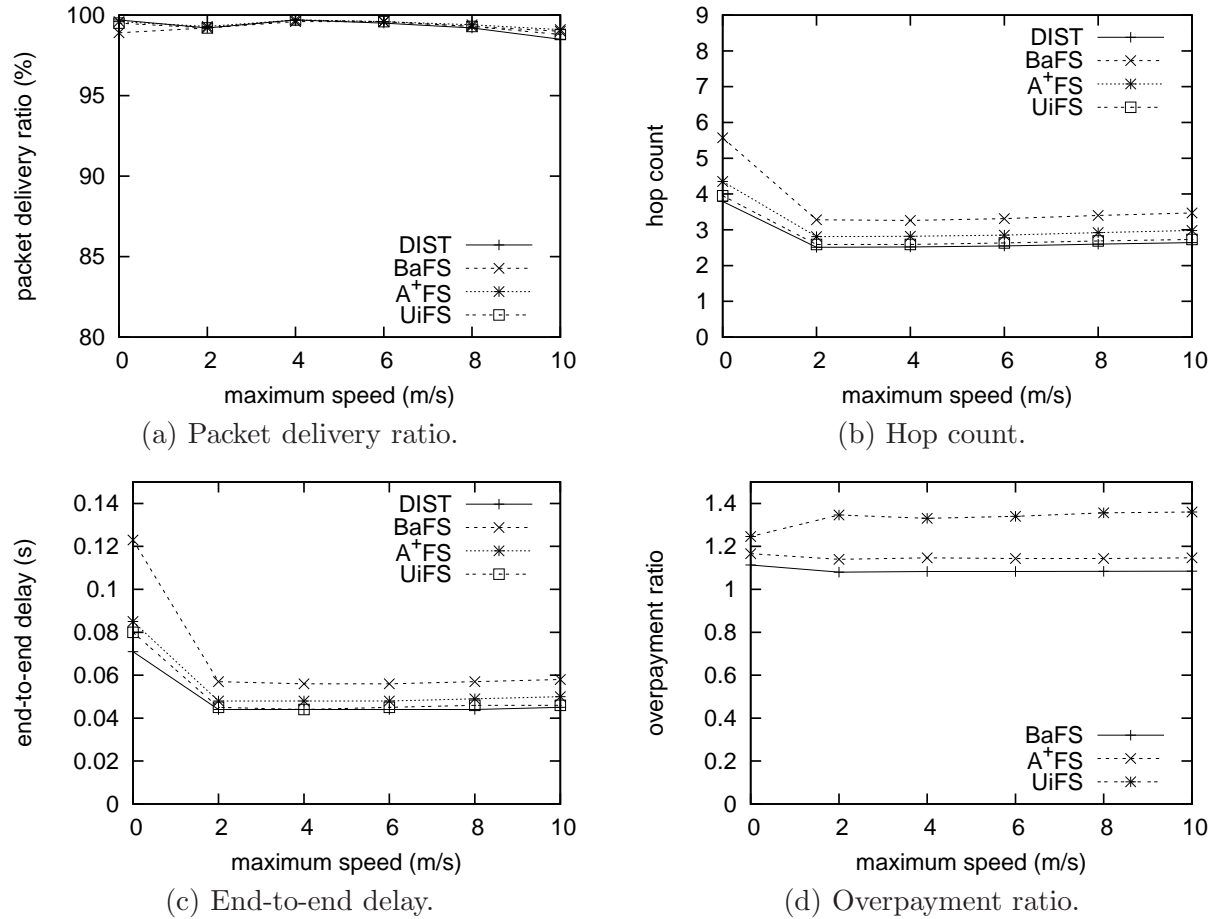 100
95
90
85
80
packet delivery ratio (%)
DIST
BaFS
A+FS
UiFS
0 2 4 6 8 10
maximum speed (m/s)
(a) Packet delivery ratio.
9
8
7
6
5
4
3
2
1
0
hop count
DIST
BaFS
A+FS
UiFS
0 2 4 6 8 10
maximum speed (m/s)
(b) Hop count.
0.14
0.12
0.1
0.08
0.06
0.04
0.02
0
end-to-end delay (s)
DIST
BaFS
A+FS
UiFS
0 2 4 6 8 10
maximum speed (m/s)
(c) End-to-end delay.
1.4
1.2
1
0.8
0.6
0.4
0.2
0
overpayment ratio
BaFS
A+FS
UiFS
0 2 4 6 8 10
maximum speed (m/s)
(d) Overpayment ratio.